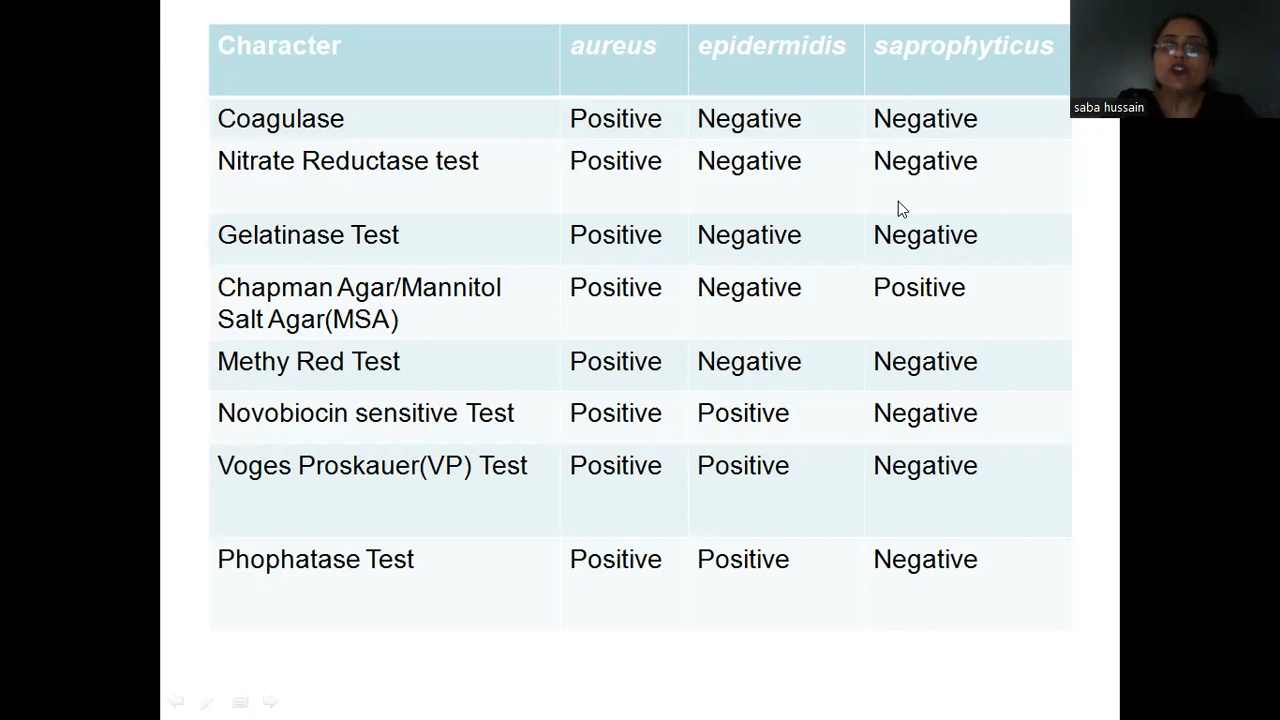 Character aureus epidermidis saprophyticus
saba hussain
Coagulase Positive Negative Negative
Nitrate Reductase test Positive Negative Negative
Gelatinase Test Positive Negative Negative
Chapman Agar/Mannitol Positive Negative Positive
Salt Agar(MSA)
Methy Red Test Positive Negative Negative
Novobiocin sensitive Test Positive Positive Negative
Voges Proskauer(VP) Test Positive Positive Negative
Phophatase Test Positive Positive Negative